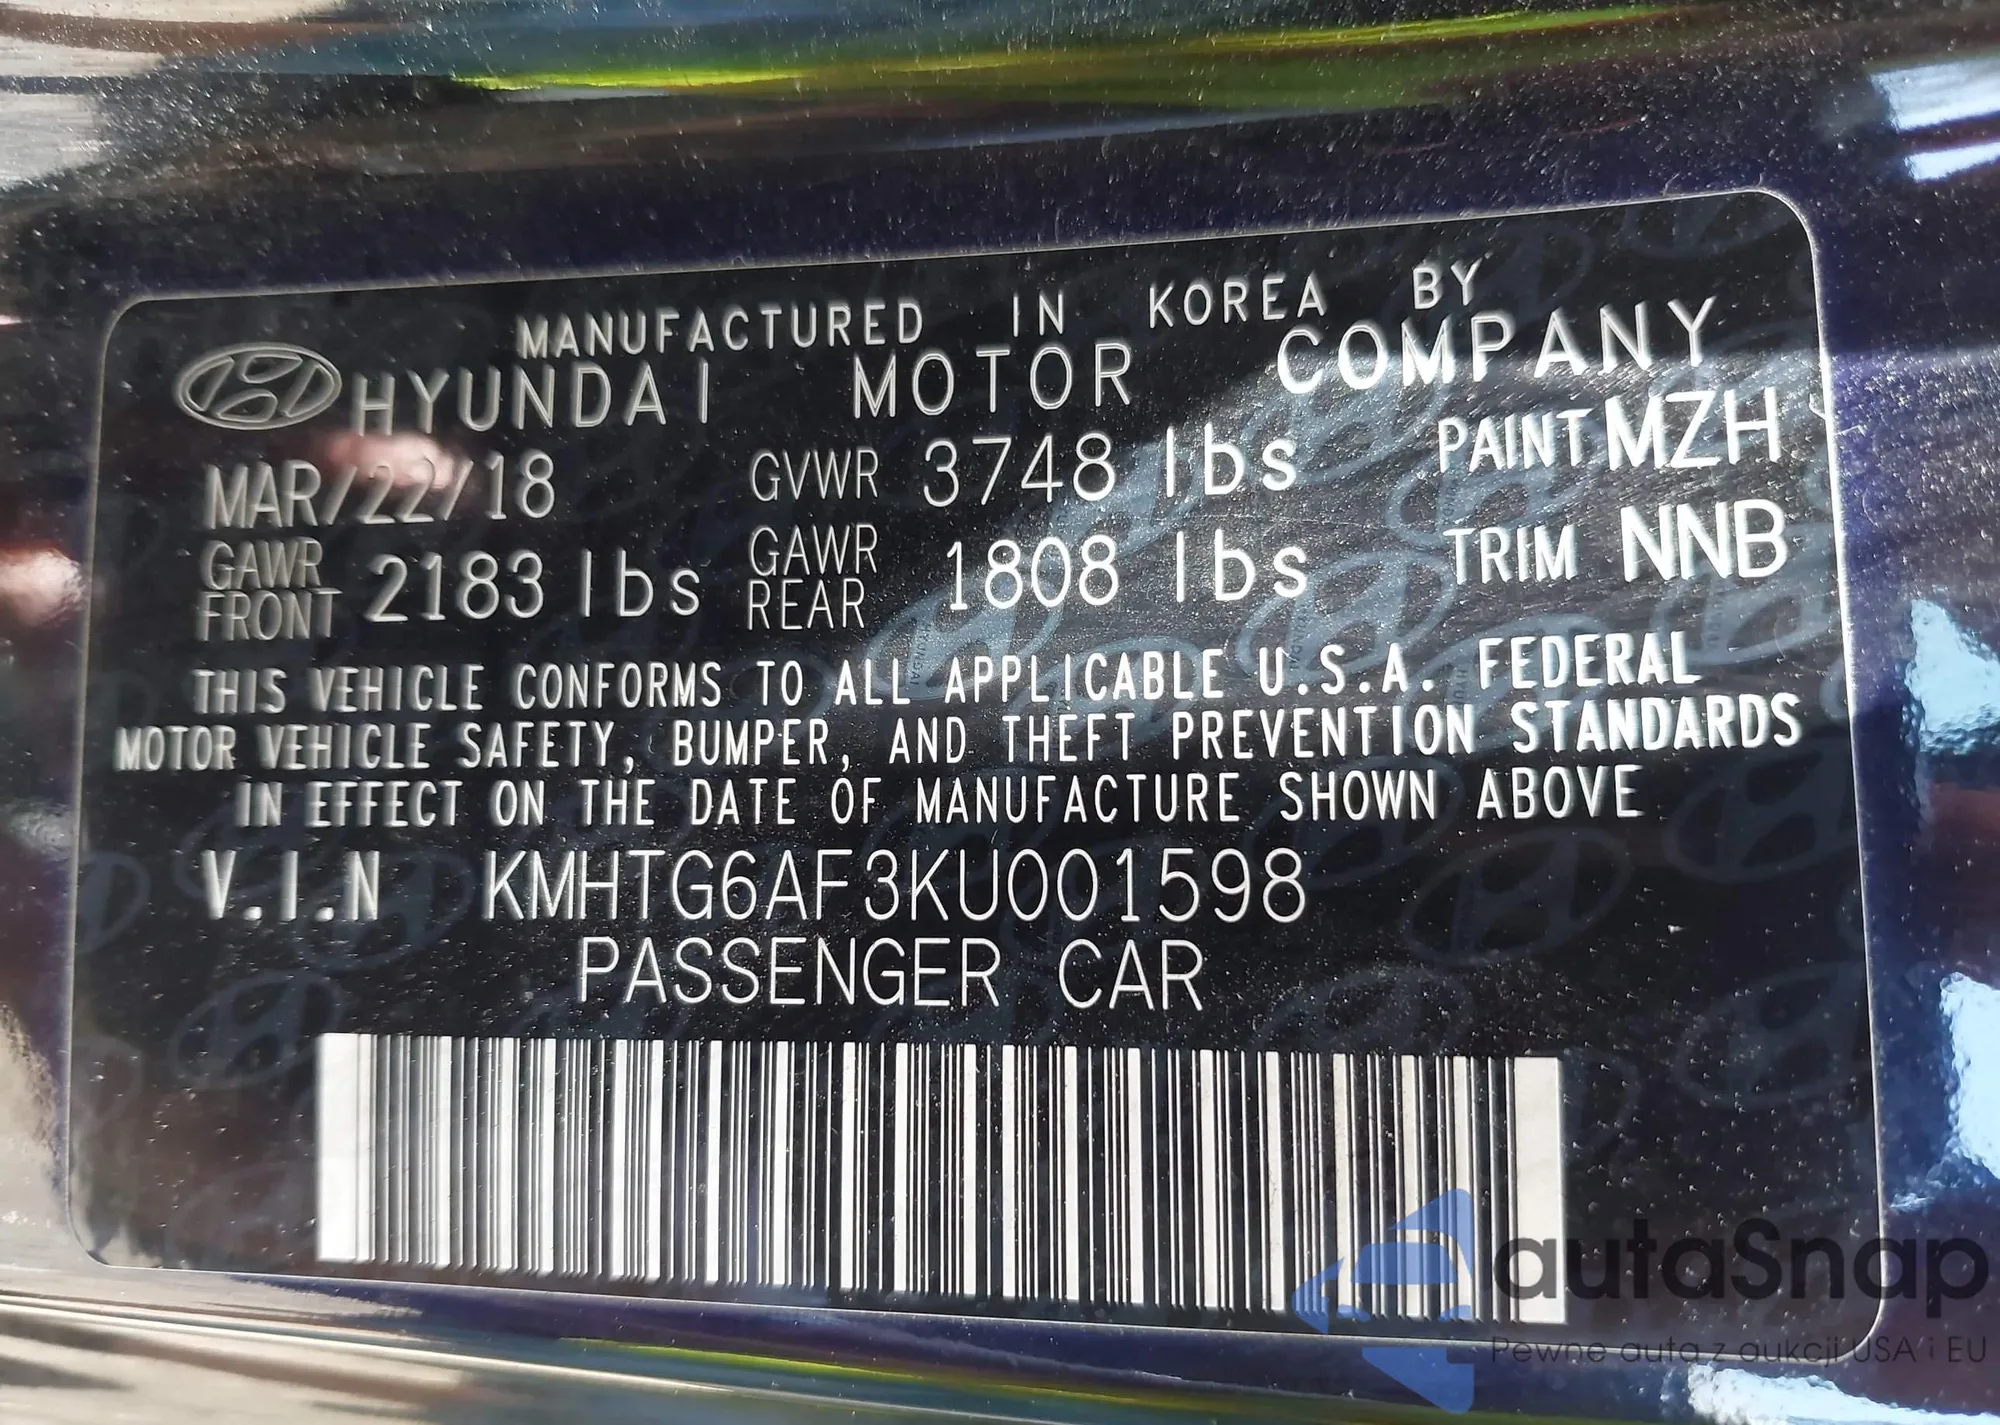 MANUFACTURED IN KOREA BY
HYUNDAI MOTOR COMPANY
MAR/22/18 GVWR 3748 lbs PAINT MZH
GAWR FRONT 2183 lbs GAWR REAR 1808 lbs TRIM NNB
THIS VEHICLE CONFORMS TO ALL APPLICABLE U.S.A. FEDERAL
MOTOR VEHICLE SAFETY, BUMPER, AND THEFT PREVENTION STANDARDS
IN EFFECT ON THE DATE OF MANUFACTURE SHOWN ABOVE
V.I.N KMHTG6AF3KU001598
PASSENGER CAR
autaSnap
Pewne auta z aukcji USA i EU